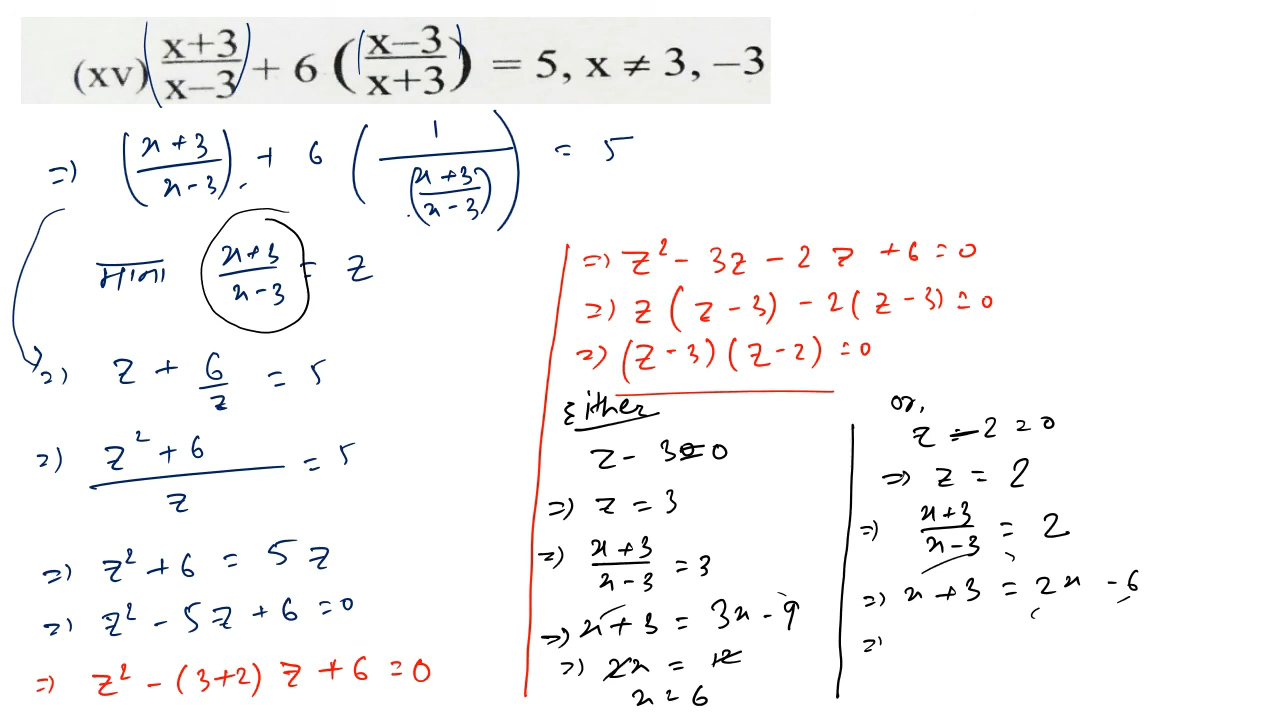 (xv) (x+3/x−3) + 6 (x−3/x+3) = 5, x ≠ 3, −3
=) (x+3/x-3) + 6 (1/(x+3/x-3)) = 5
माना x+3/x-3 = z
=) z + 6/z = 5
=) z² + 6/z = 5
=) z² + 6 = 5z
=) z² - 5z + 6 = 0
=) z² - (3+2) z + 6 = 0
=) z² - 3z - 2z + 6 = 0
=) z (z - 3) - 2(z - 3) = 0
=) (z - 3)(z - 2) = 0
Either
z - 3 = 0
=) z = 3
=) x+3/x-3 = 3
=) x + 3 = 3x - 9
=) 2x = 12
x = 6
or,
z - 2 = 0
=) z = 2
=) x+3/x-3 = 2
=) x + 3 = 2x - 6
=)